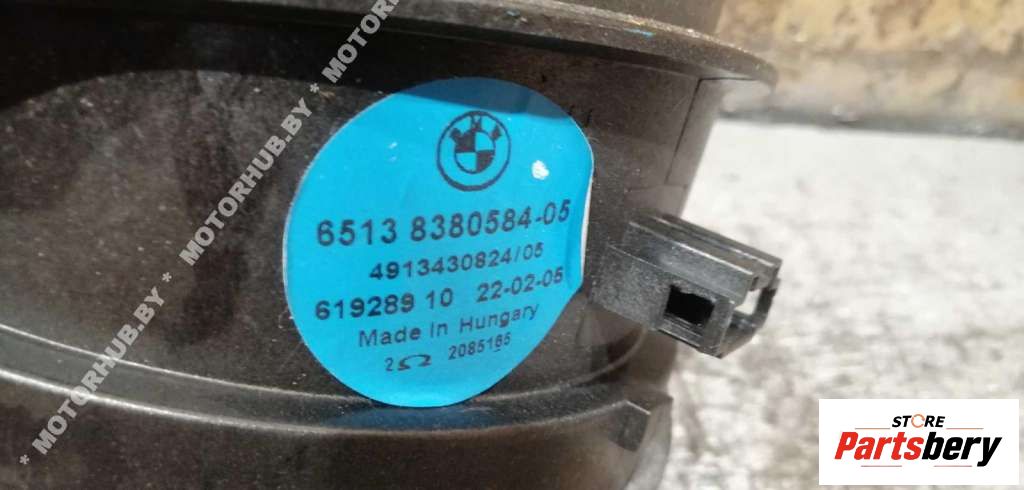 * MOTORHUB.BY * MOTORHUB.BY * MOTORHUB.BY *
6513 8380584-05
4913430824/05
619289 10 22-02-05
Made In Hungary
2Ω 2085165
STORE
Partsbery